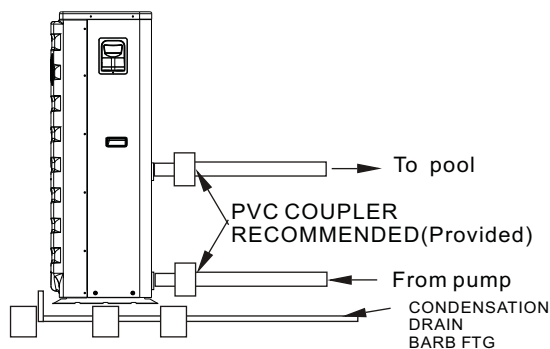 To pool
PVC COUPLER
RECOMMENDED(Provided)
From pump
CONDENSATION
DRAIN
BARB FTG